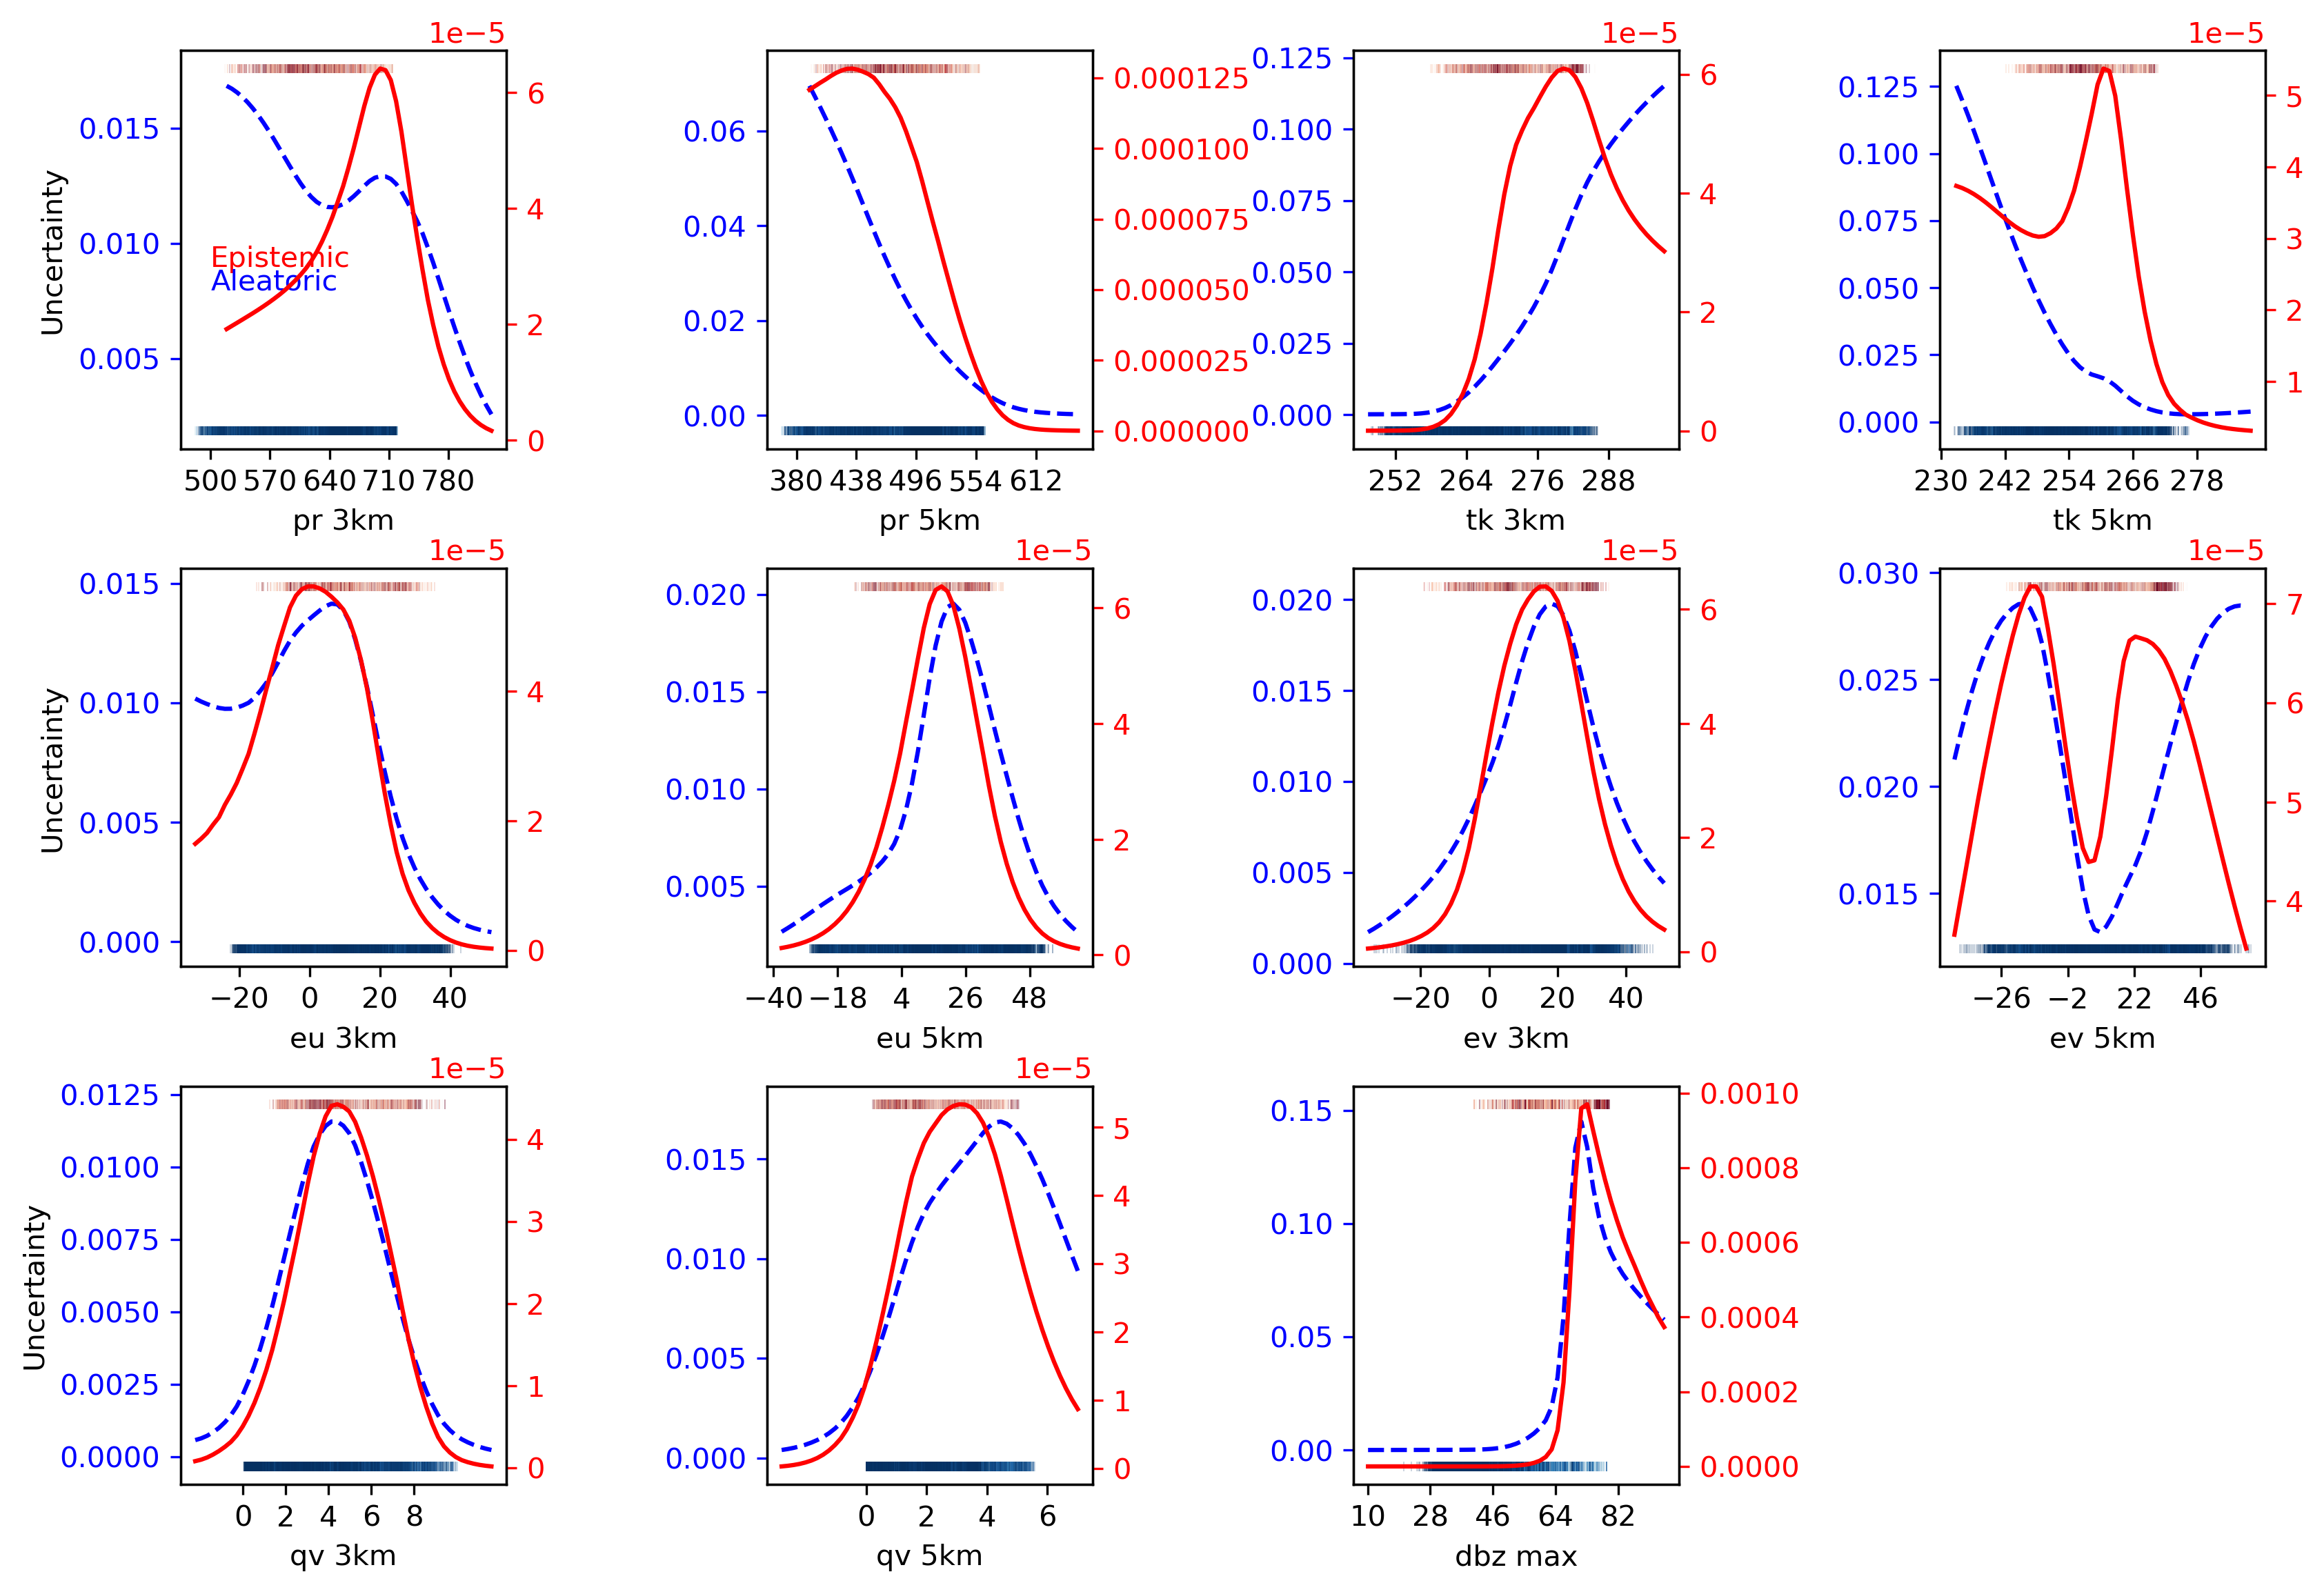 1e−5
0.015
0.010
0.005
Uncertainty
Epistemic
Aleatoric
6
4
2
0
500 570 640 710 780
pr 3km
0.06
0.04
0.02
0.00
0.000125
0.000100
0.000075
0.000050
0.000025
0.000000
380 438 496 554 612
pr 5km
1e−5
0.125
0.100
0.075
0.050
0.025
0.000
6
4
2
0
252 264 276 288
tk 3km
1e−5
0.125
0.100
0.075
0.050
0.025
0.000
5
4
3
2
1
230 242 254 266 278
tk 5km
1e−5
0.015
0.010
0.005
0.000
Uncertainty
4
2
0
−20 0 20 40
eu 3km
1e−5
0.020
0.015
0.010
0.005
6
4
2
0
−40 −18 4 26 48
eu 5km
1e−5
0.020
0.015
0.010
0.005
0.000
6
4
2
0
−20 0 20 40
ev 3km
1e−5
0.030
0.025
0.020
0.015
7
6
5
4
−26 −2 22 46
ev 5km
1e−5
0.0125
0.0100
0.0075
0.0050
0.0025
0.0000
Uncertainty
4
3
2
1
0
0 2 4 6 8
qv 3km
1e−5
0.015
0.010
0.005
0.000
5
4
3
2
1
0
0 2 4 6
qv 5km
0.15
0.10
0.05
0.00
0.0010
0.0008
0.0006
0.0004
0.0002
0.0000
10 28 46 64 82
dbz max